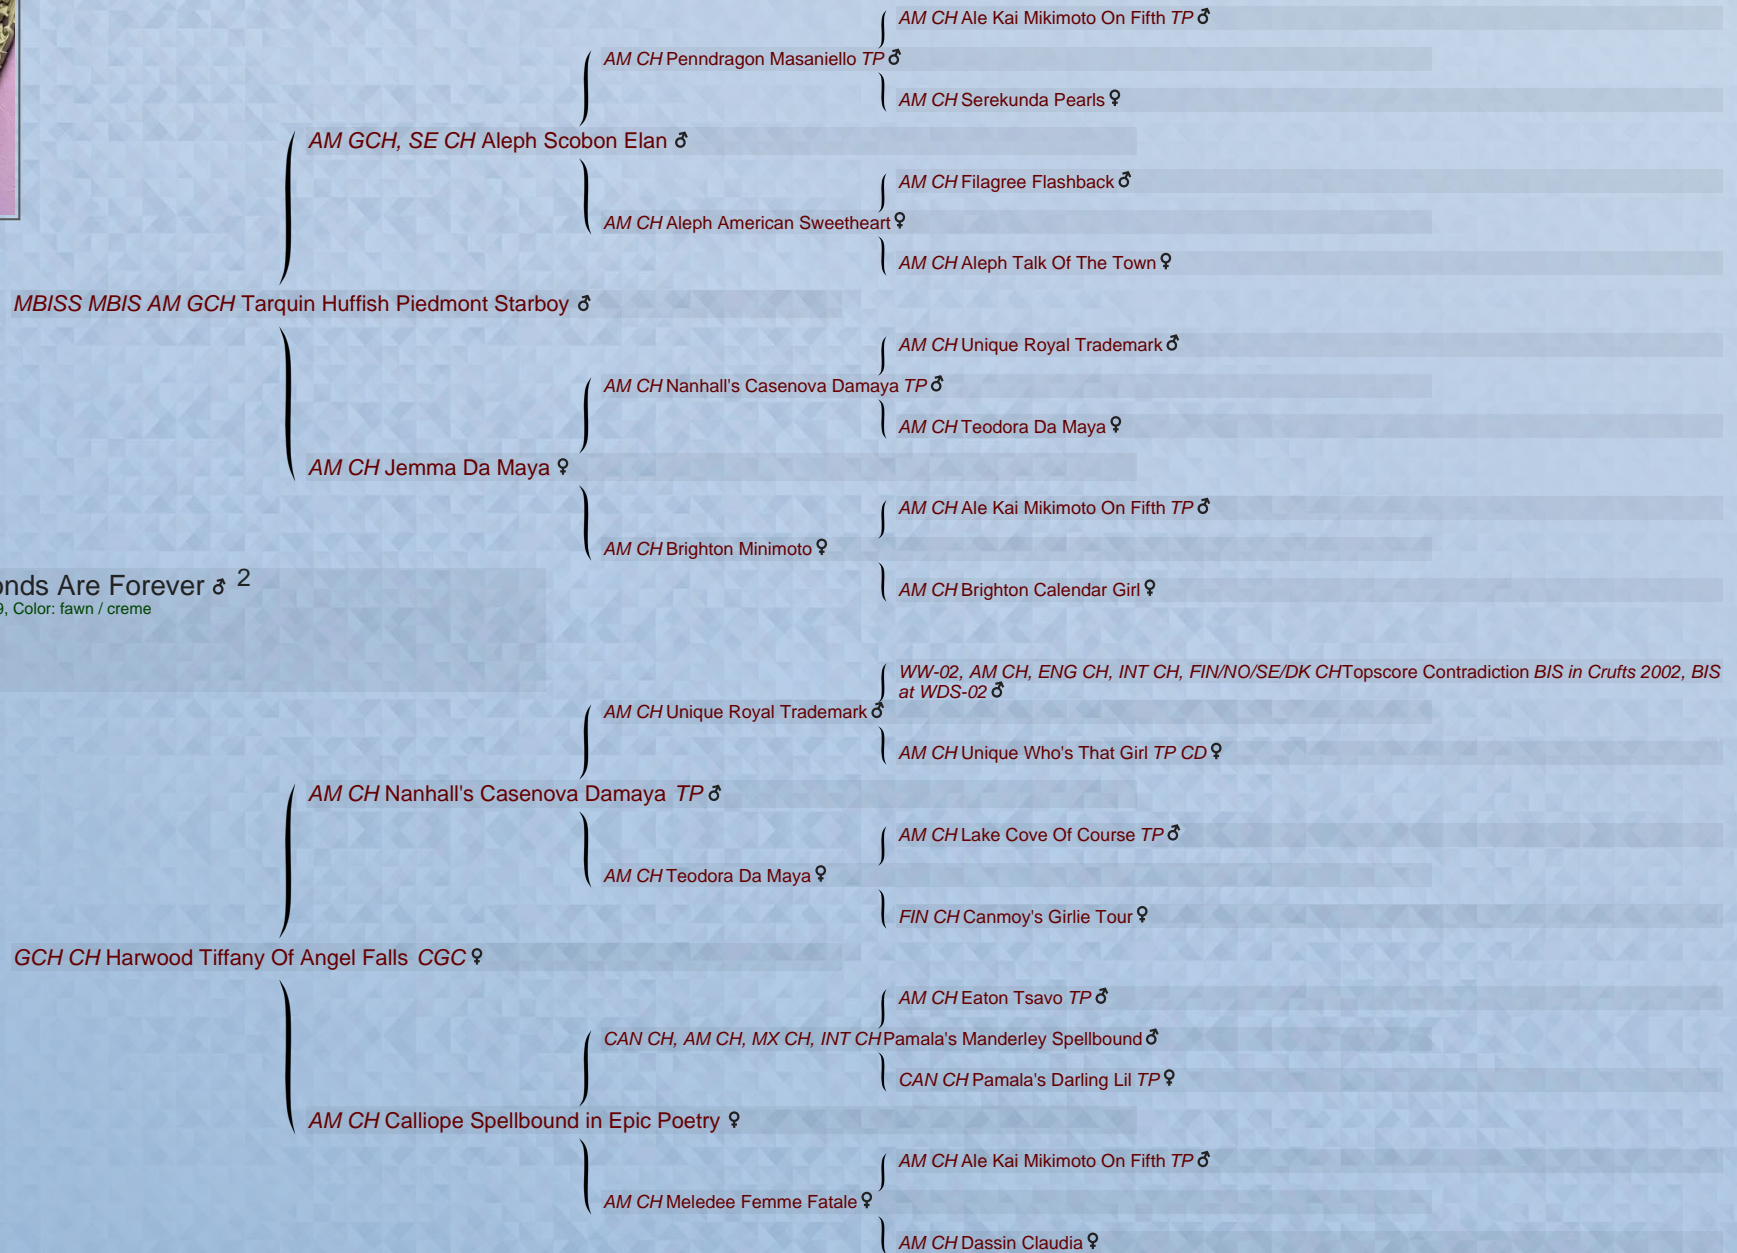 AM CH Ale Kai Mikimoto On Fifth TP ♂
AM CH Penndragon Masaniello TP ♂
AM CH Serekunda Pearls ♀
AM GCH, SE CH Aleph Scobon Elan ♂
AM CH Filagree Flashback ♂
AM CH Aleph American Sweetheart ♀
AM CH Aleph Talk Of The Town ♀
MBISS MBIS AM GCH Tarquin Huffish Piedmont Starboy ♂
AM CH Unique Royal Trademark ♂
AM CH Nanhall's Casenova Damaya TP ♂
AM CH Teodora Da Maya ♀
AM CH Jemma Da Maya ♀
AM CH Ale Kai Mikimoto On Fifth TP ♂
AM CH Brighton Minimoto ♀
AM CH Brighton Calendar Girl ♀
Are Forever ♂ 2
Color: fawn / creme
WW-02, AM CH, ENG CH, INT CH, FIN/NO/SE/DK CHTopscore Contradiction BIS in Crufts 2002, BIS
at WDS-02 ♂
AM CH Unique Royal Trademark ♂
AM CH Unique Who's That Girl TP CD ♀
AM CH Nanhall's Casenova Damaya TP ♂
AM CH Lake Cove Of Course TP ♂
AM CH Teodora Da Maya ♀
FIN CH Canmoy's Girlie Tour ♀
GCH CH Harwood Tiffany Of Angel Falls CGC ♀
AM CH Eaton Tsavo TP ♂
CAN CH, AM CH, MX CH, INT CHPamala's Manderley Spellbound ♂
CAN CH Pamala's Darling Lil TP ♀
AM CH Calliope Spellbound in Epic Poetry ♀
AM CH Ale Kai Mikimoto On Fifth TP ♂
AM CH Meledee Femme Fatale ♀
AM CH Dassin Claudia ♀